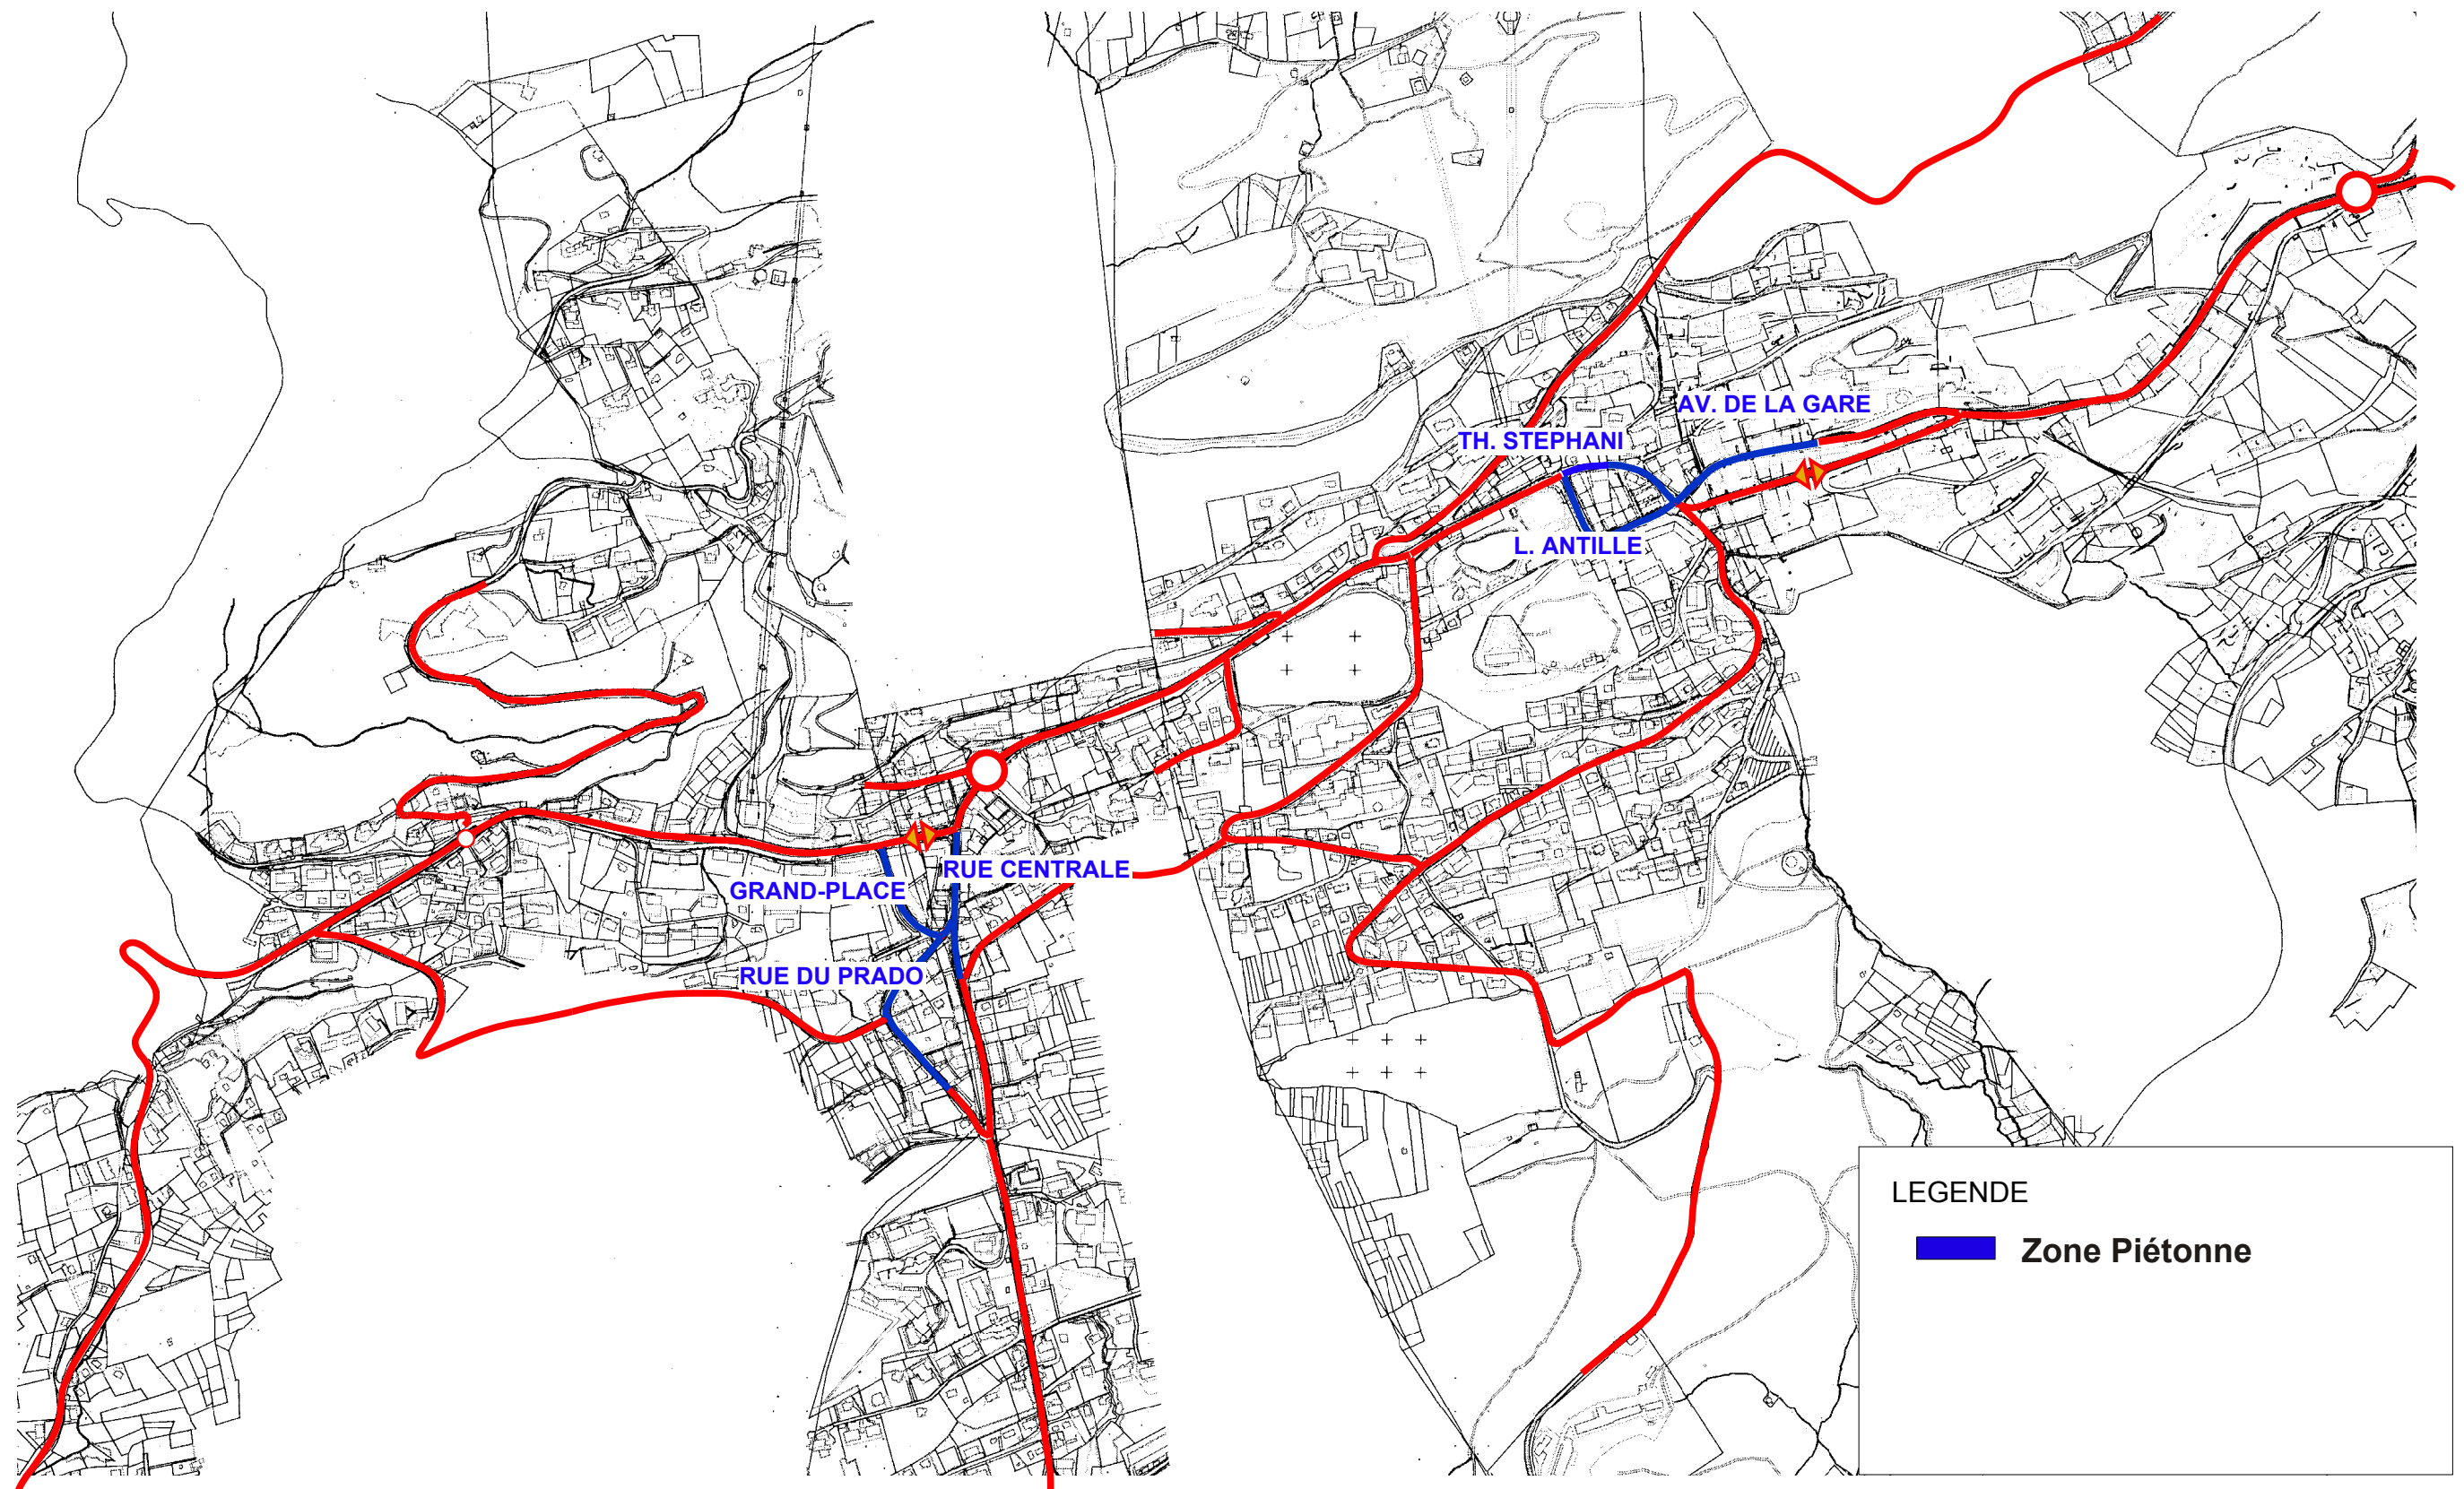 AV. DE LA GARE
TH. STEPHANI
L. ANTILLE
RUE CENTRALE
GRAND-PLACE
RUE DU PRADO
LEGENDE
Zone Piétonne